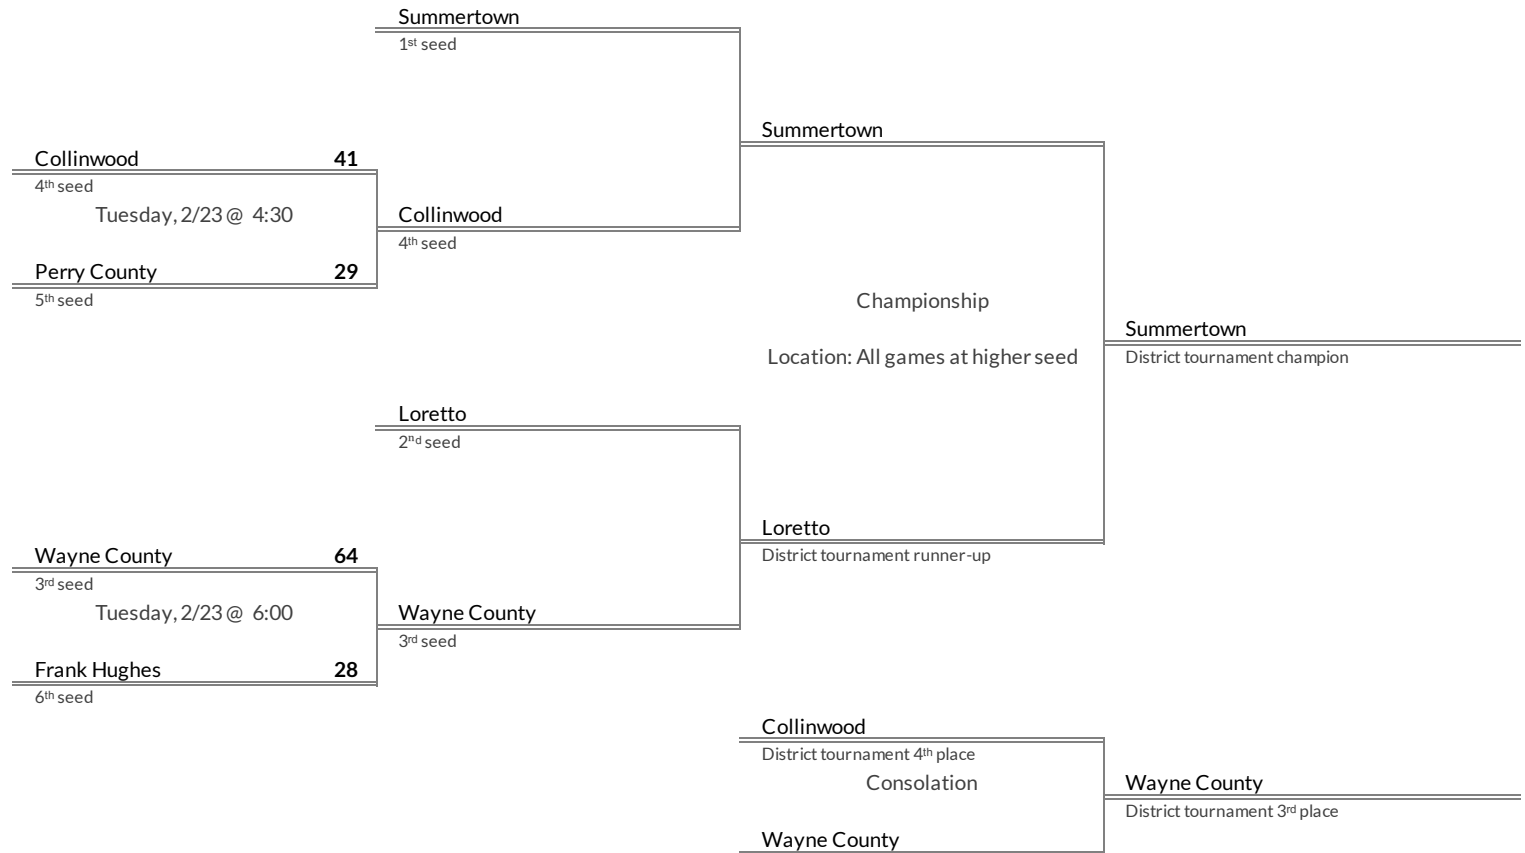 Summertown
1st seed
Summertown
Collinwood 41
4th seed
Tuesday, 2/23 @ 4:30
Collinwood
4th seed
Perry County 29
5th seed
Championship
Summertown
Location: All games at higher seed
District tournament champion
Loretto
2nd seed
Loretto
District tournament runner-up
Wayne County 64
3rd seed
Tuesday, 2/23 @ 6:00
Wayne County
3rd seed
Frank Hughes 28
6th seed
Collinwood
District tournament 4th place
Consolation
Wayne County
District tournament 3rd place
Wayne County